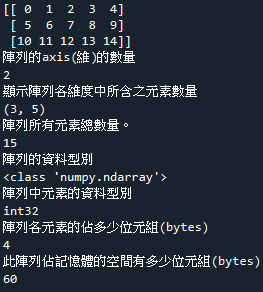 [[ 0  1  2  3  4]
 [ 5  6  7  8  9]
 [10 11 12 13 14]]
陣列的axis(維)的數量
2
顯示陣列各維度中所含之元素數量
(3, 5)
陣列所有元素總數量。
15
陣列的資料型別
<class 'numpy.ndarray'>
陣列中元素的資料型別
int32
陣列各元素的佔多少位元組(bytes)
4
此陣列佔記憶體的空間有多少位元組(bytes)
60